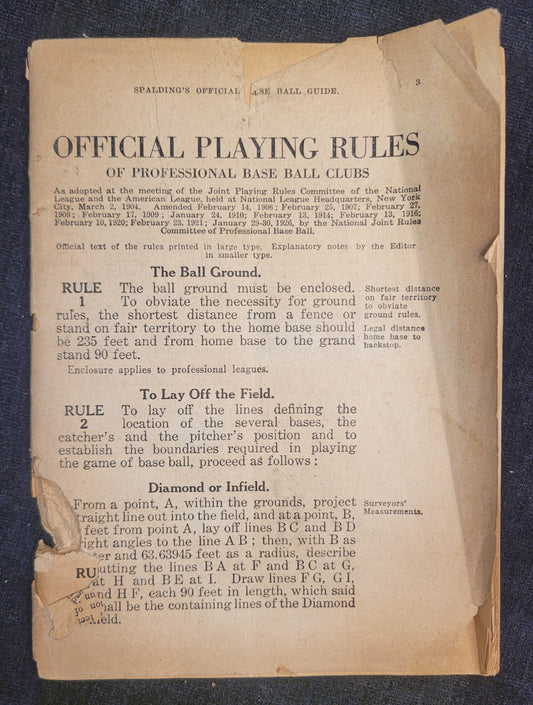 SPALDING'S OFFICIAL ASE BALL GUIDE.
3
OFFICIAL PLAYING RULES
OF PROFESSIONAL BASE BALL CLUBS
As adopted at the meeting of the Joint Playing Rules Committee of the National
League and the American League, held at National League Headquarters, New York
City, March 2, 1904. Amended February 14, 1906; February 25, 1907; February 27,
1908; February 17, 1909; January 24, 1910; February 13, 1914; February 13, 1916;
February 10, 1920; February 23, 1921; January 29-30, 1926, by the National Joint Rules
Committee of Professional Base Ball.
Official text of the rules printed in large type. Explanatory notes by the Editor
in smaller type.
The Ball Ground.
RULE The ball ground must be enclosed.
1 To obviate the necessity for ground
rules, the shortest distance from a fence or
stand on fair territory to the home base should
be 235 feet and from home base to the grand
stand 90 feet.
Shortest distance
on fair territory
to obviate
ground rules.
Legal distance
home base to
backstop.
Enclosure applies to professional leagues.
To Lay Off the Field.
RULE To lay off the lines defining the
2 location of the several bases, the
catcher's and the pitcher's position and to
establish the boundaries required in playing
the game of base ball, proceed as follows:
Diamond or Infield.
From a point, A, within the grounds, project
traight line out into the field, and at a point, B,
feet from point A, lay off lines B C and B D
right angles to the line A B; then, with B as
ter and 63.63945 feet as a radius, describe
utting the lines B A at F and B C at G,
at H and B E at I. Draw lines F G, G I,
nd H F, each 90 feet in length, which said
hall be the containing lines of the Diamond
field.
Surveyors'
Measurements.
RU